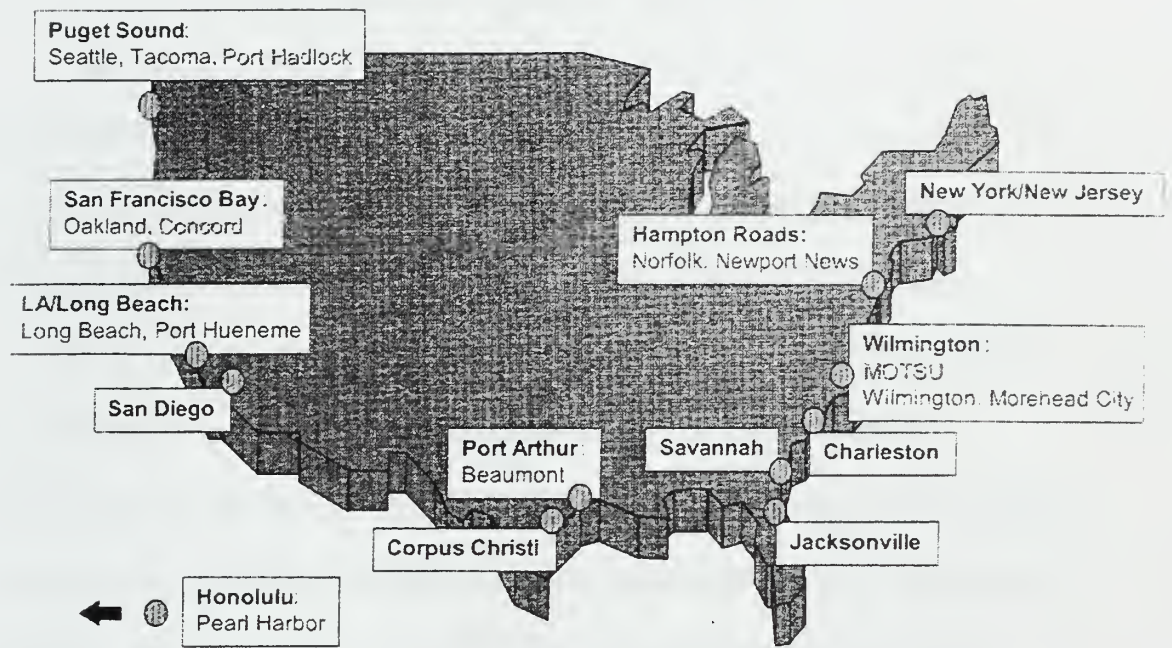 Puget Sound:
Seattle, Tacoma, Port Hadlock
San Francisco Bay:
Oakland, Concord
LA/Long Beach:
Long Beach, Port Hueneme
San Diego
New York/New Jersey
Hampton Roads:
Norfolk, Newport News
Wilmington:
MOTSU
Wilmington, Morehead City
Port Arthur:
Beaumont
Savannah
Charleston
Corpus Christi
Jacksonville
Honolulu:
Pearl Harbor